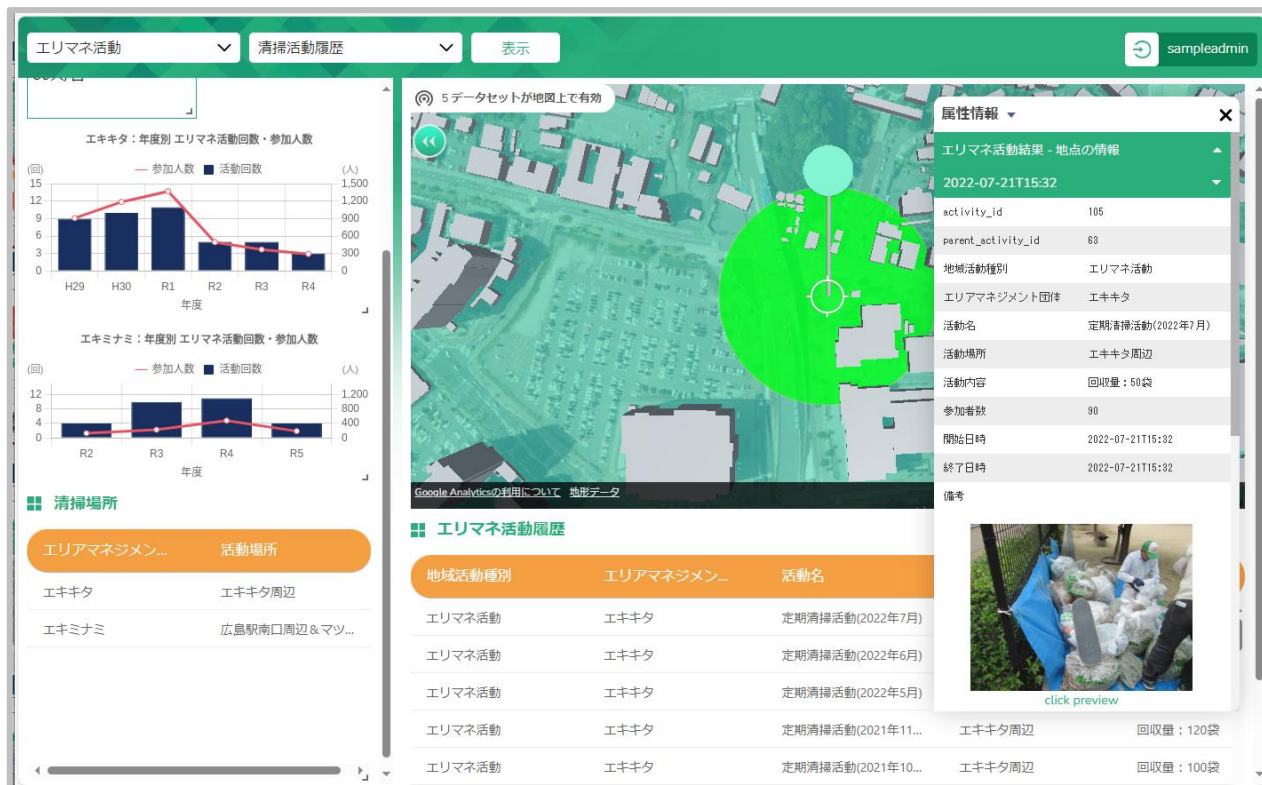 エリマネ活動
清掃活動履歴
表示
sampleadmin
エキキタ：年度別 エリマネ活動回数・参加人数
(回) 参加人数 活動回数 (人)
15 1,500
12 1,200
9 900
6 600
3 300
0 0
H29 H30 R1 R2 R3 R4
年度
エキミナミ：年度別 エリマネ活動回数・参加人数
(回) 参加人数 活動回数 (人)
12 1,200
8 800
4 400
0 0
R2 R3 R4 R5
年度
清掃場所
エリアマネジメン... 活動場所
エキキタ エキキタ周辺
エキミナミ 広島駅南口周辺＆マツ...
5 データセットが地図上で有効
Google Analyticsの利用について 地形データ
属性情報
エリマネ活動結果 - 地点の情報
2022-07-21T15:32
activity_id 105
parent_activity_id 63
地域活動種別 エリマネ活動
エリアマネジメント団体 エキキタ
活動名 定期清掃活動(2022年7月)
活動場所 エキキタ周辺
活動内容 回収量：50袋
参加者数 90
開始日時 2022-07-21T15:32
終了日時 2022-07-21T15:32
備考
click preview
エリマネ活動履歴
地域活動種別 エリアマネジメン... 活動名
エリマネ活動 エキキタ 定期清掃活動(2022年7月)
エリマネ活動 エキキタ 定期清掃活動(2022年6月)
エリマネ活動 エキキタ 定期清掃活動(2022年5月)
エリマネ活動 エキキタ 定期清掃活動(2021年11... エキキタ周辺 回収量：120袋
エリマネ活動 エキキタ 定期清掃活動(2021年10... エキキタ周辺 回収量：100袋